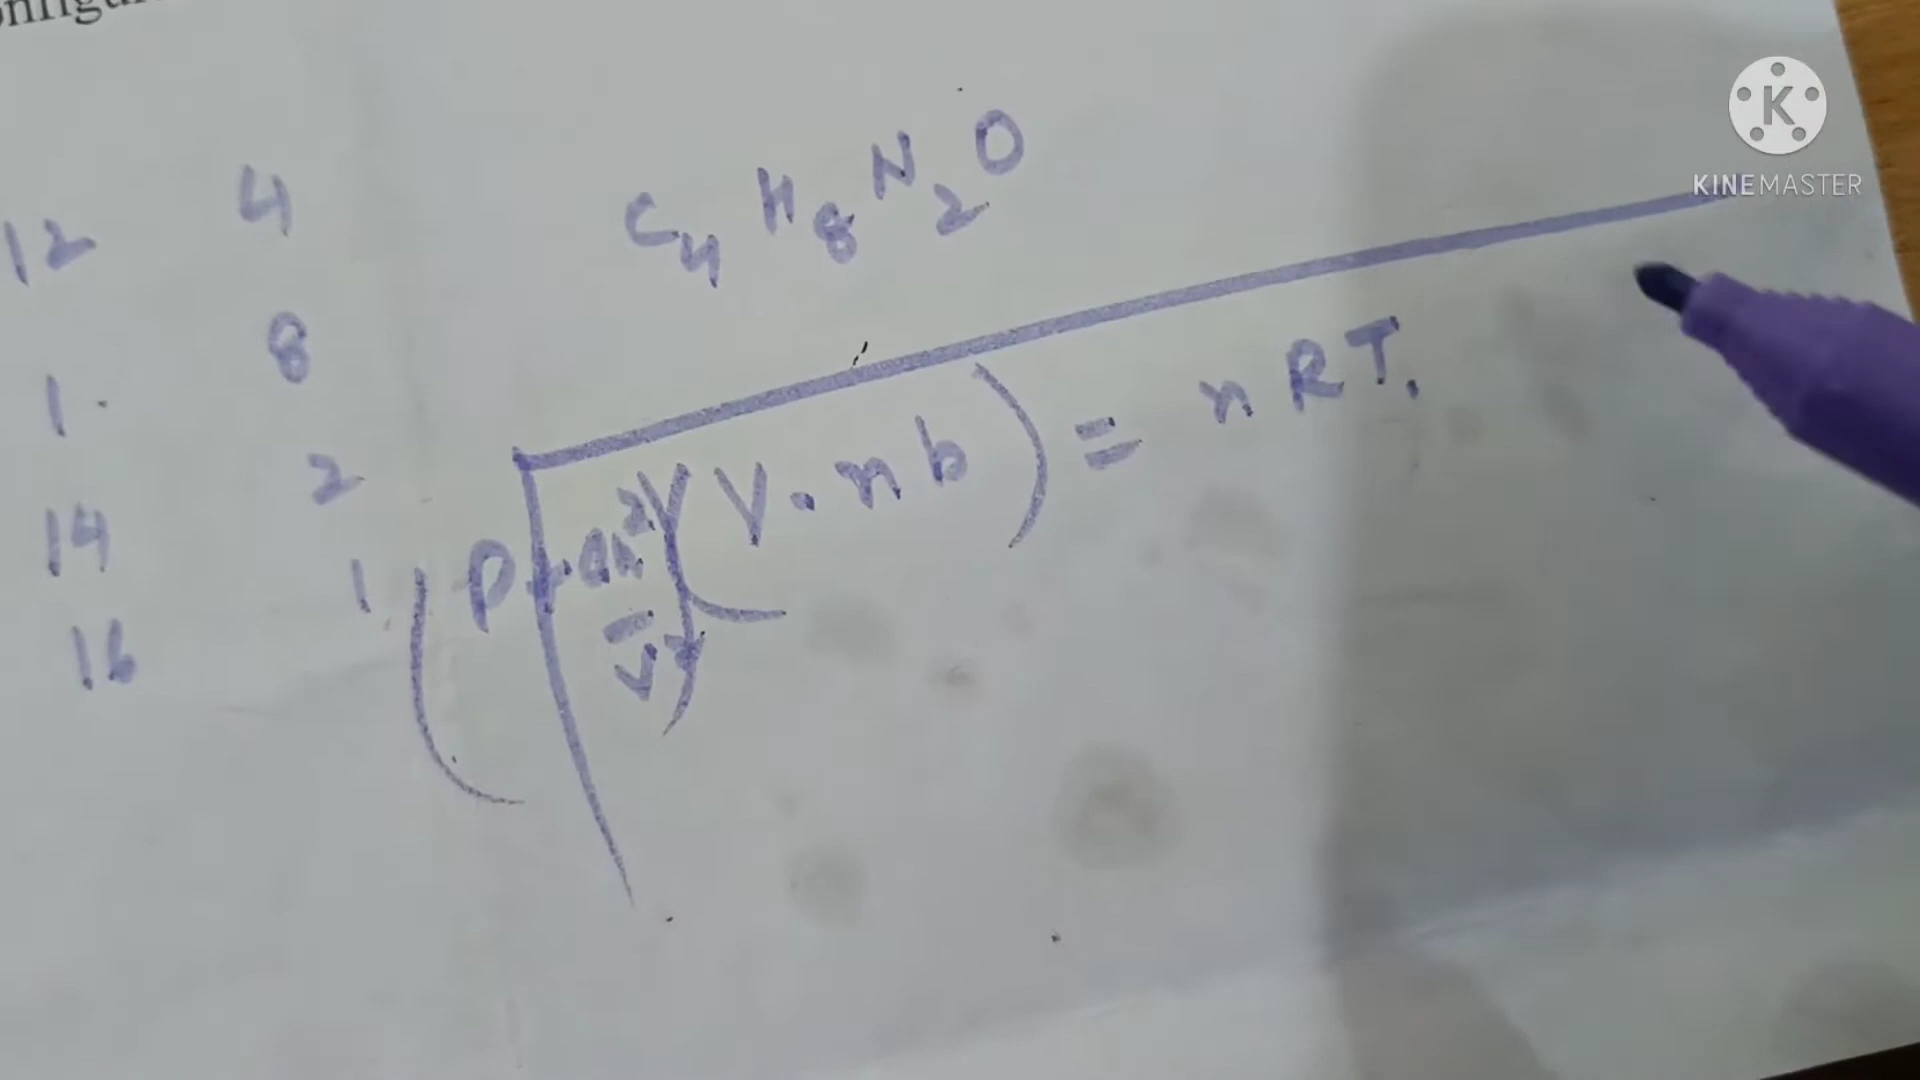 12 4
1. 8
14 2
16 1
C4H8N2O
(P + an²/v²)(V . nb) = nRT.
K
KINEMASTER